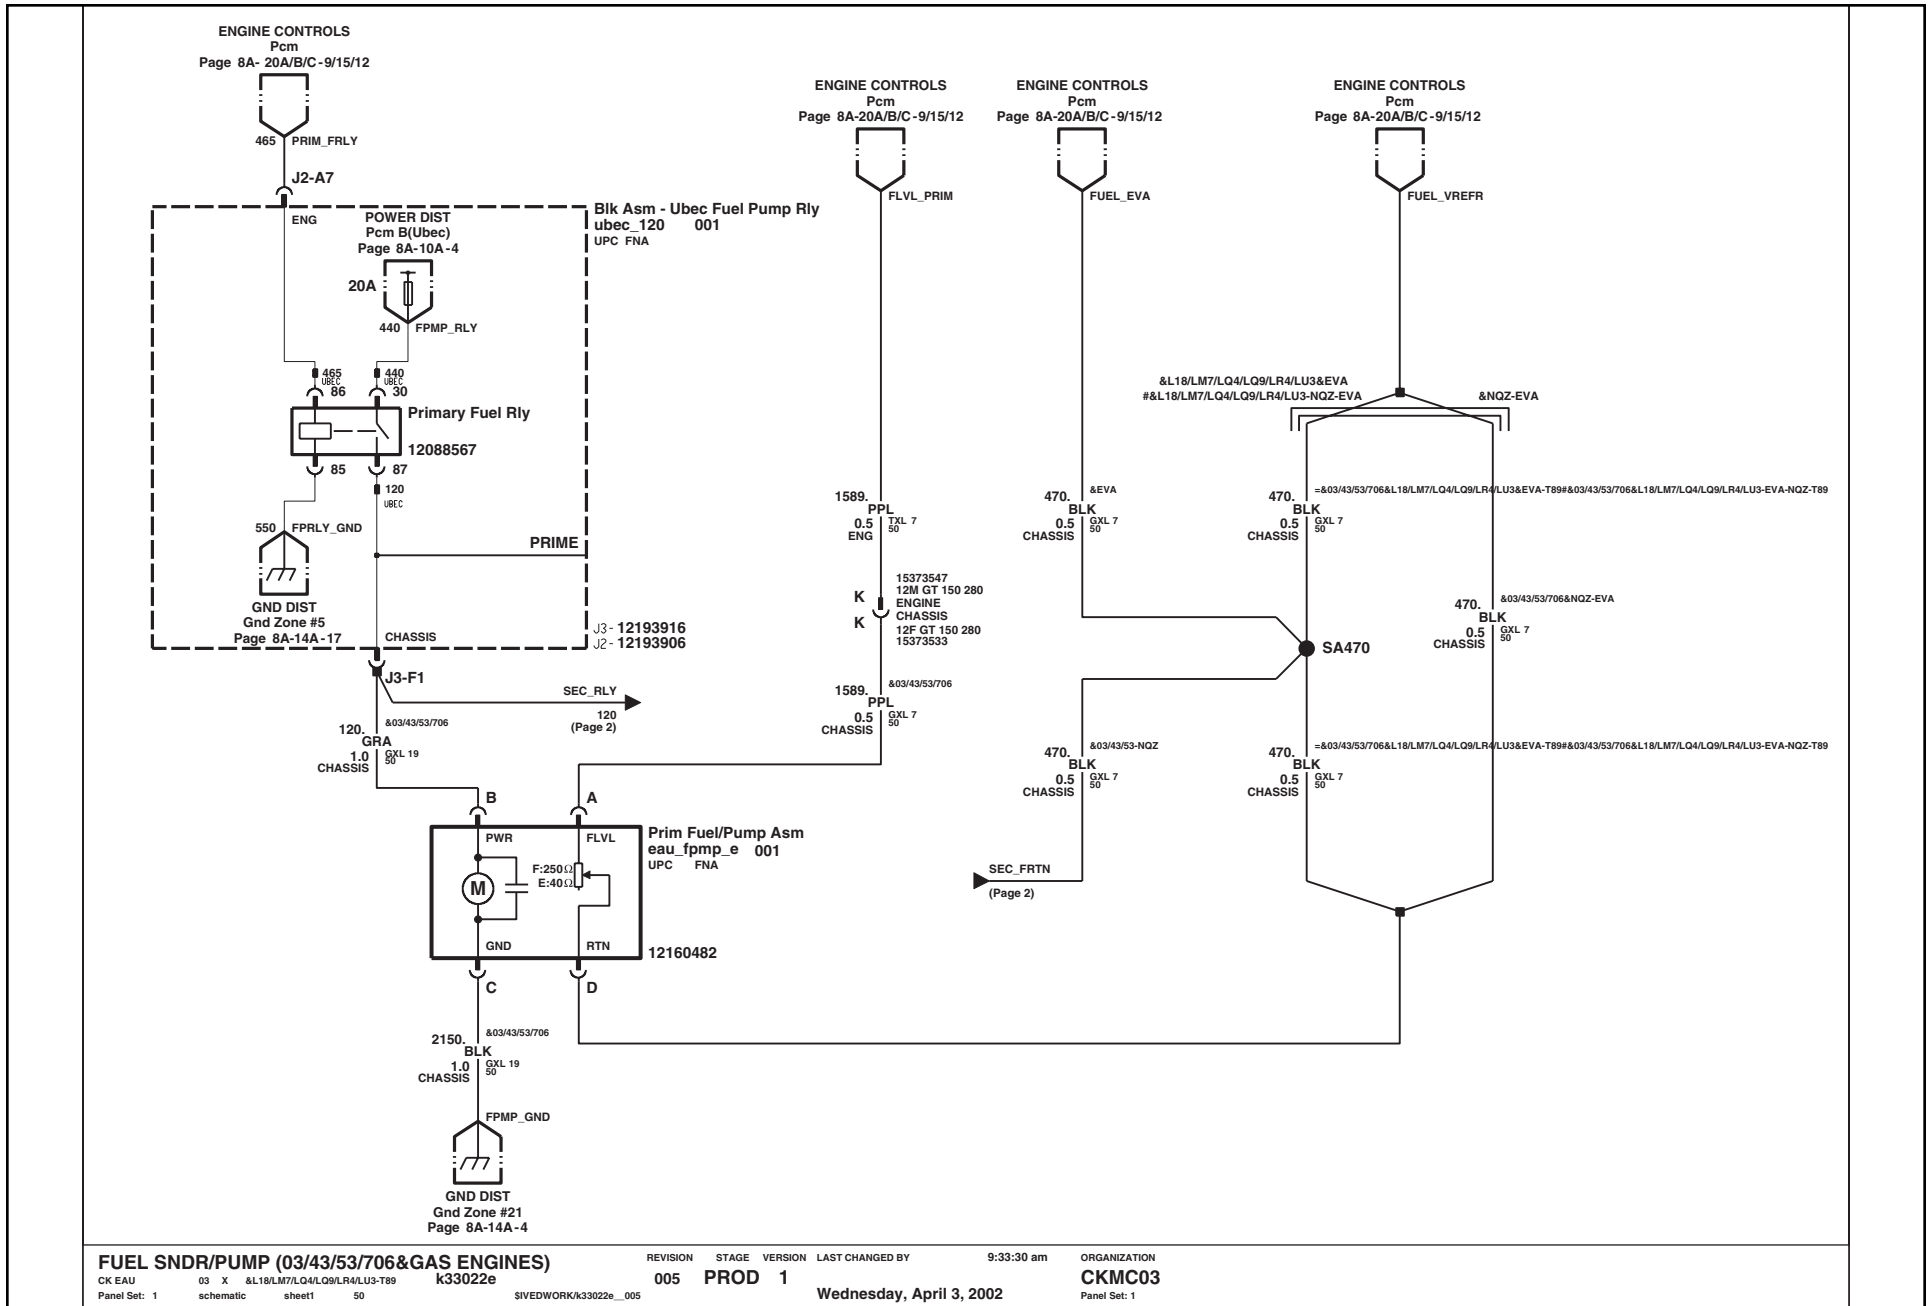 ENGINE CONTROLS
Pcm
Page 8A- 20A/B/C-9/15/12
465 PRIM_FRLY
J2-A7
ENG
POWER DIST
Pcm B(Ubec)
Page 8A-10A-4
20A
440 FPMP_RLY
Blk Asm - Ubec Fuel Pump Rly
ubec_120 001
UPC FNA
465
UBEC
86
440
UBEC
30
Primary Fuel Rly
12088567
85
87
120
UBEC
550 FPRLY_GND
PRIME
GND DIST
Gnd Zone #5
Page 8A-14A-17
CHASSIS
J3- 12193916
J2- 12193906
J3-F1
SEC_RLY
120
(Page 2)
&03/43/53/706
120.
GRA
1.0 GXL 19
CHASSIS 50
B
A
PWR
FLVL
Prim Fuel/Pump Asm
eau_fpmp_e 001
UPC FNA
M
F:250Ω
E:40Ω
GND
RTN
12160482
C
D
&03/43/53/706
2150.
BLK
1.0 GXL 19
CHASSIS 50
FPMP_GND
GND DIST
Gnd Zone #21
Page 8A-14A-4
ENGINE CONTROLS
Pcm
Page 8A-20A/B/C-9/15/12
FLVL_PRIM
1589.
PPL
0.5 TXL 7
ENG 50
K
K
15373547
12M GT 150 280
ENGINE
CHASSIS
12F GT 150 280
15373533
1589. &03/43/53/706
PPL
0.5 GXL 7
CHASSIS 50
ENGINE CONTROLS
Pcm
Page 8A-20A/B/C-9/15/12
FUEL_EVA
470. &EVA
BLK
0.5 GXL 7
CHASSIS 50
470. &03/43/53-NQZ
BLK
0.5 GXL 7
CHASSIS 50
SEC_FRTN
(Page 2)
ENGINE CONTROLS
Pcm
Page 8A-20A/B/C-9/15/12
FUEL_VREFR
&L18/LM7/LQ4/LQ9/LR4/LU3&EVA
#&L18/LM7/LQ4/LQ9/LR4/LU3-NQZ-EVA
&NQZ-EVA
470. =&03/43/53/706&L18/LM7/LQ4/LQ9/LR4/LU3&EVA-T89#&03/43/53/706&L18/LM7/LQ4/LQ9/LR4/LU3-EVA-NQZ-T89
BLK
0.5 GXL 7
CHASSIS 50
470. &03/43/53/706&NQZ-EVA
BLK
0.5 GXL 7
CHASSIS 50
SA470
470. =&03/43/53/706&L18/LM7/LQ4/LQ9/LR4/LU3&EVA-T89#&03/43/53/706&L18/LM7/LQ4/LQ9/LR4/LU3-EVA-NQZ-T89
BLK
0.5 GXL 7
CHASSIS 50
FUEL SNDR/PUMP (03/43/53/706&GAS ENGINES)
CK EAU 03 X &L18/LM7/LQ4/LQ9/LR4/LU3-T89 k33022e
Panel Set: 1 schematic sheet1 50 $IVEDWORK/k33022e__005
REVISION STAGE VERSION LAST CHANGED BY 9:33:30 am ORGANIZATION
005 PROD 1 CKMC03
Wednesday, April 3, 2002 Panel Set: 1